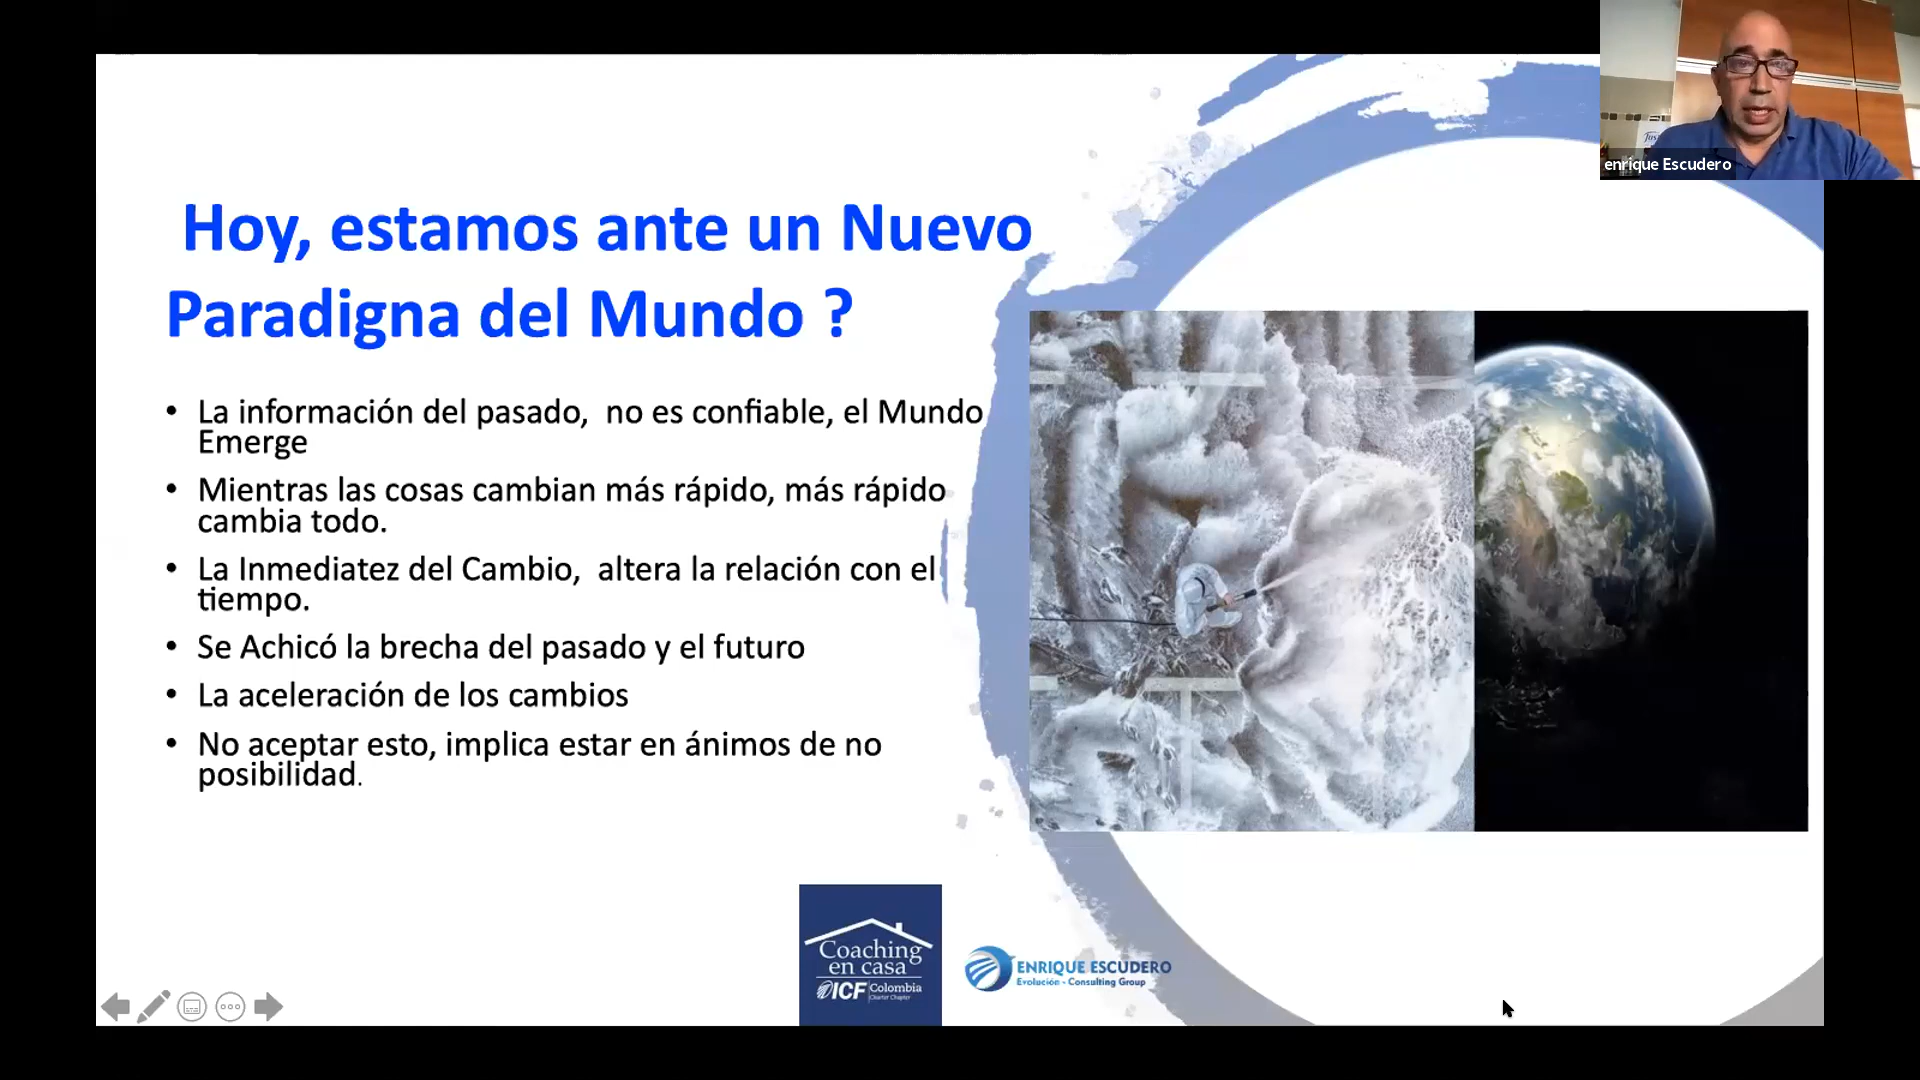 enrique Escudero
Hoy, estamos ante un Nuevo
Paradigna del Mundo ?
• La información del pasado, no es confiable, el Mundo
Emerge
• Mientras las cosas cambian más rápido, más rápido
cambia todo.
• La Inmediatez del Cambio, altera la relación con el
tiempo.
• Se Achicó la brecha del pasado y el futuro
• La aceleración de los cambios
• No aceptar esto, implica estar en ánimos de no
posibilidad.
Coaching
en casa
ICF Colombia
Charter Chapter
ENRIQUE ESCUDERO
Evolución - Consulting Group